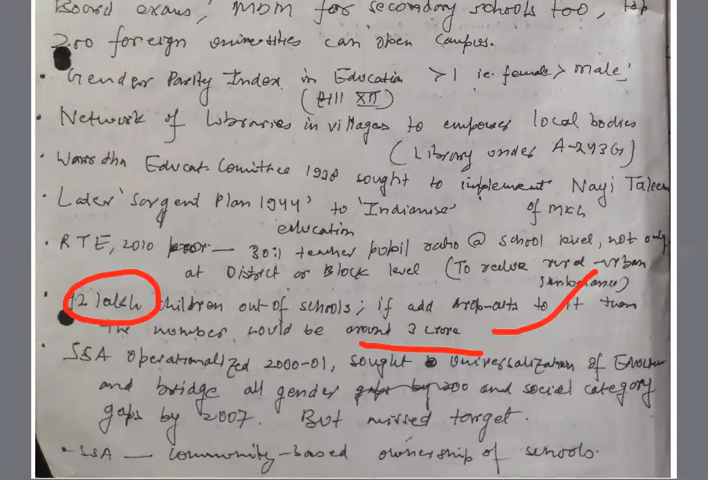 Board exams, MDM for secondary schools too, top
200 foreign universities can open campus.
• Gender Parity Index in Education >1 i.e. female > male,
(till XII)
• Network of libraries in villages to empower local bodies
(Library under A-243G)
• Wardha Educat. Comittee 1938 sought to implement Nayi Taleem
of MKG
• Later 'Sargent Plan 1944' to 'Indianise'
education
• RTE, 2010 — 30:1 teacher pupil ratio @ school level, not only
at District or Block level (To reduce rural-urban
imbalance)
• 12 lakh children out of schools; if add drop-outs to it then
the number would be around 2 crore
• SSA operationalized 2000-01, sought to universalization of Education
and bridge all gender gaps by 200 and social category
gaps by 2007. But missed target.
• SSA — community-based ownership of schools.